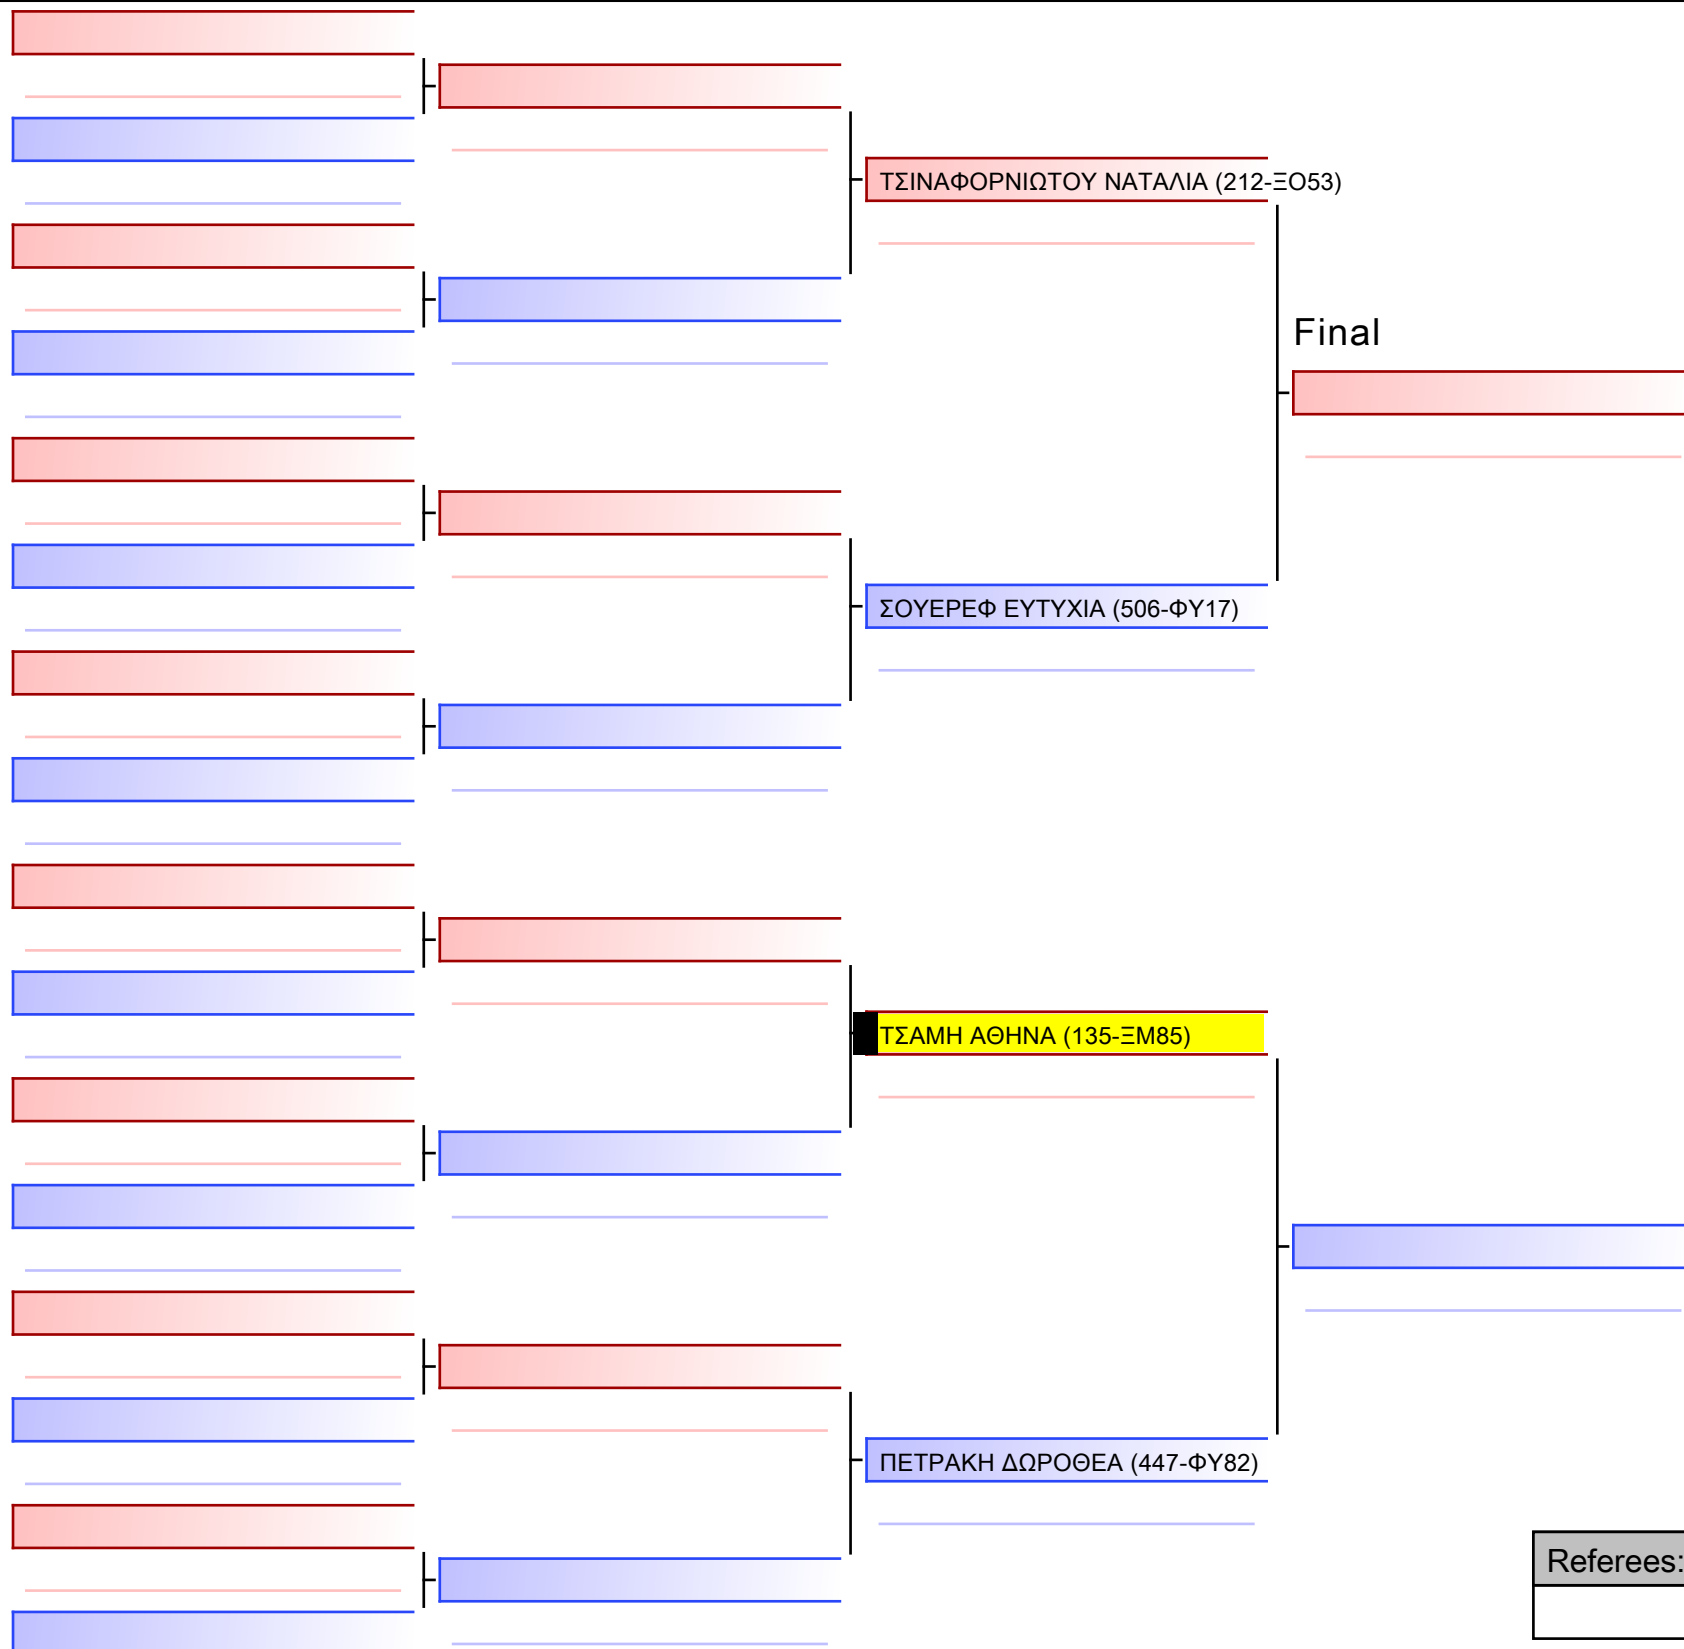 ΤΣΙΝΑΦΟΡΝΙΩΤΟΥ ΝΑΤΑΛΙΑ (212-ΞΟ53)
Final
ΣΟΥΕΡΕΦ ΕΥΤΥΧΙΑ (506-ΦΥ17)
ΤΣΑΜΗ ΑΘΗΝΑ (135-ΞΜ85)
ΠΕΤΡΑΚΗ ΔΩΡΟΘΕΑ (447-ΦΥ82)
Referees: